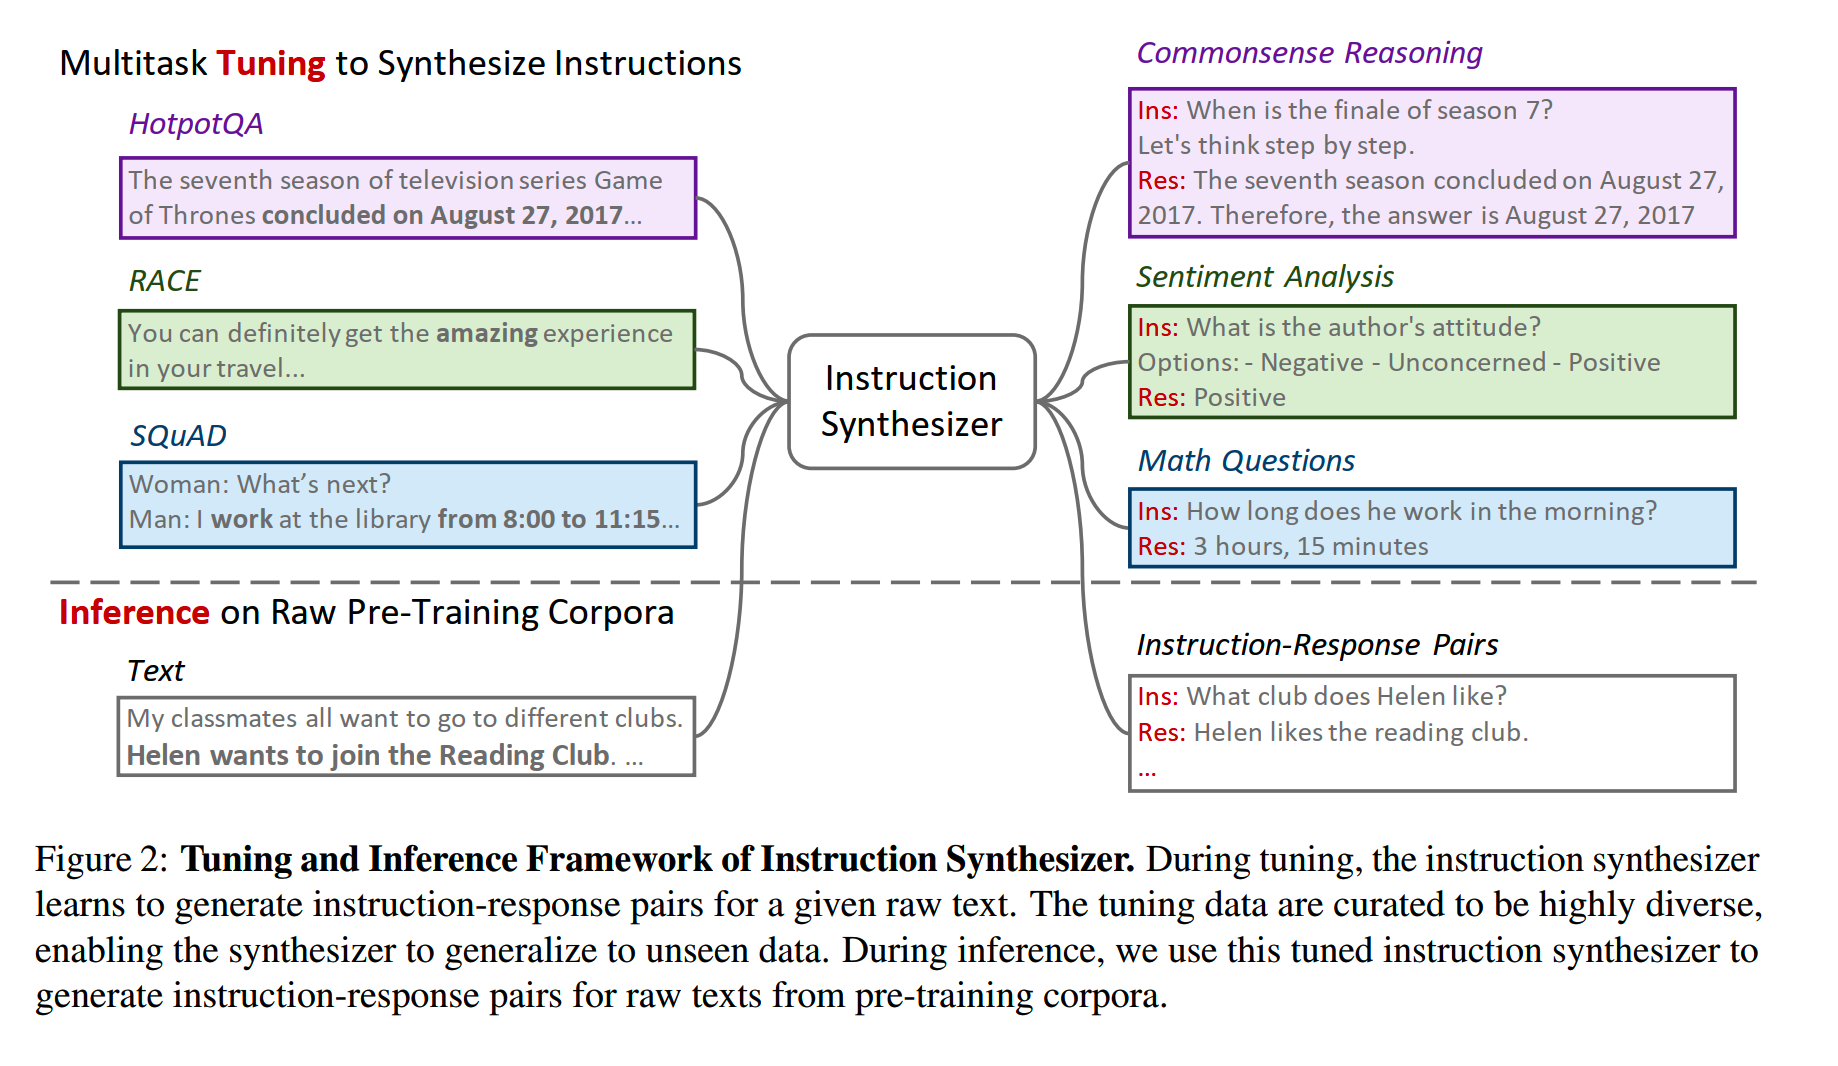 Multitask Tuning to Synthesize Instructions
HotpotQA
The seventh season of television series Game
of Thrones concluded on August 27, 2017...
RACE
You can definitely get the amazing experience
in your travel...
SQuAD
Woman: What’s next?
Man: I work at the library from 8:00 to 11:15...
Instruction
Synthesizer
Commonsense Reasoning
Ins: When is the finale of season 7?
Let's think step by step.
Res: The seventh season concluded on August 27,
2017. Therefore, the answer is August 27, 2017
Sentiment Analysis
Ins: What is the author's attitude?
Options: - Negative - Unconcerned - Positive
Res: Positive
Math Questions
Ins: How long does he work in the morning?
Res: 3 hours, 15 minutes
Inference on Raw Pre-Training Corpora
Text
My classmates all want to go to different clubs.
Helen wants to join the Reading Club. ...
Instruction-Response Pairs
Ins: What club does Helen like?
Res: Helen likes the reading club.
...
Figure 2: Tuning and Inference Framework of Instruction Synthesizer. During tuning, the instruction synthesizer
learns to generate instruction-response pairs for a given raw text. The tuning data are curated to be highly diverse,
enabling the synthesizer to generalize to unseen data. During inference, we use this tuned instruction synthesizer to
generate instruction-response pairs for raw texts from pre-training corpora.